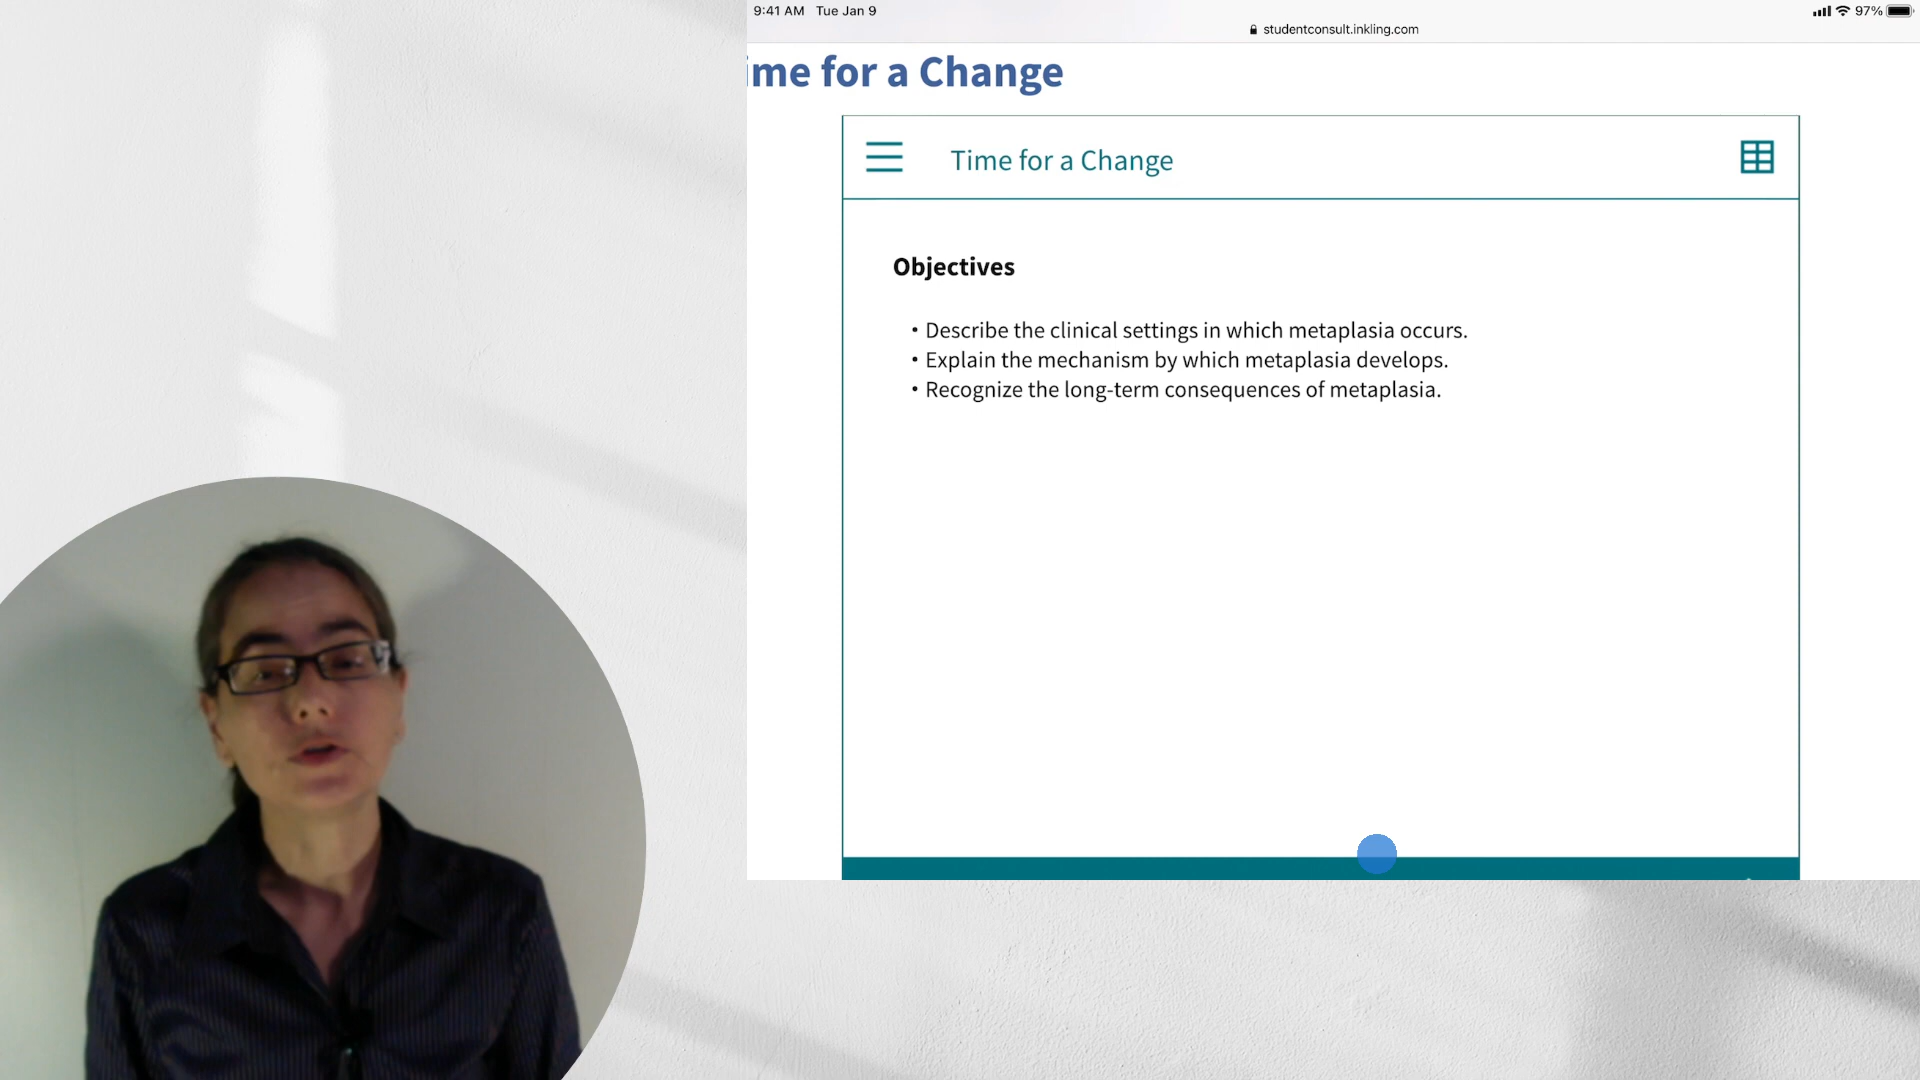 9:41 AM Tue Jan 9
97%
studentconsult.inkling.com
ime for a Change
Time for a Change
Objectives
• Describe the clinical settings in which metaplasia occurs.
• Explain the mechanism by which metaplasia develops.
• Recognize the long-term consequences of metaplasia.